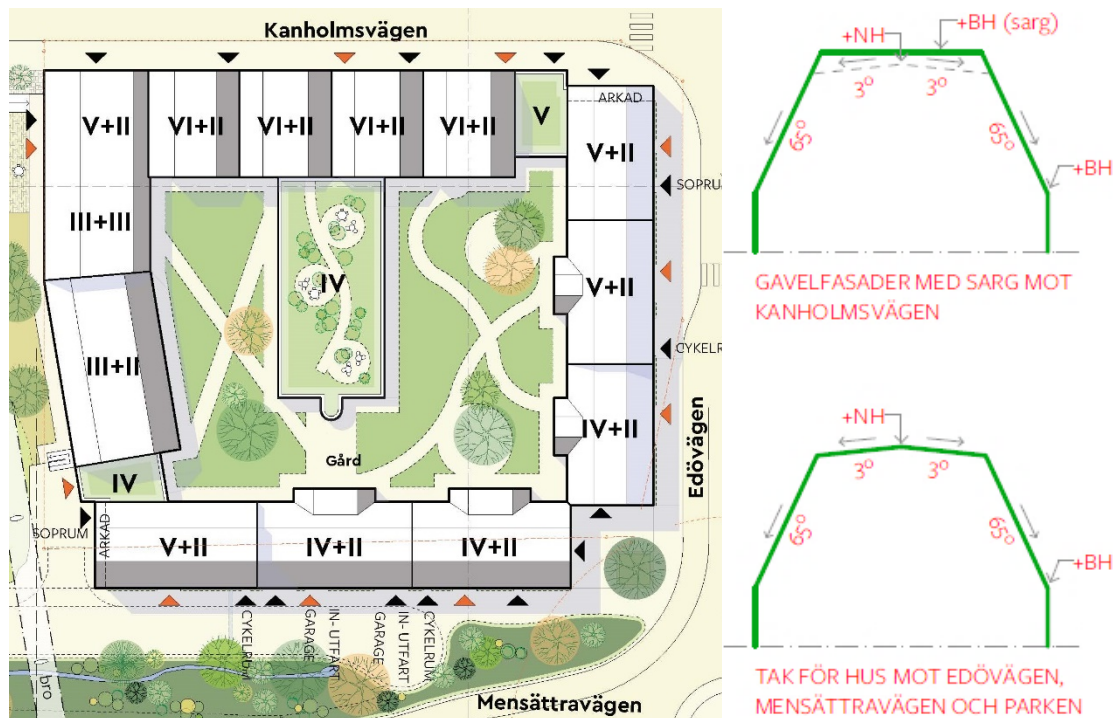 Kanholmsvägen
V+II
VI+II
VI+II
VI+II
VI+II
V
ARKAD
V+II
SOPRUM
III+III
IV
V+II
CYKELR
III+II
IV+II
Edövägen
Gård
IV
SOPRUM
ARKAD
V+II
IV+II
IV+II
CYKELRUM
GARAGE
IN- UTFART
GARAGE
IN- UTFART
CYKELRUM
bro
Mensättravägen
+NH
+BH (sarg)
3°
3°
65°
65°
+BH
GAVELFASADER MED SARG MOT
KANHOLMSVÄGEN
+NH
3°
3°
65°
65°
+BH
TAK FÖR HUS MOT EDÖVÄGEN,
MENSÄTTRAVÄGEN OCH PARKEN